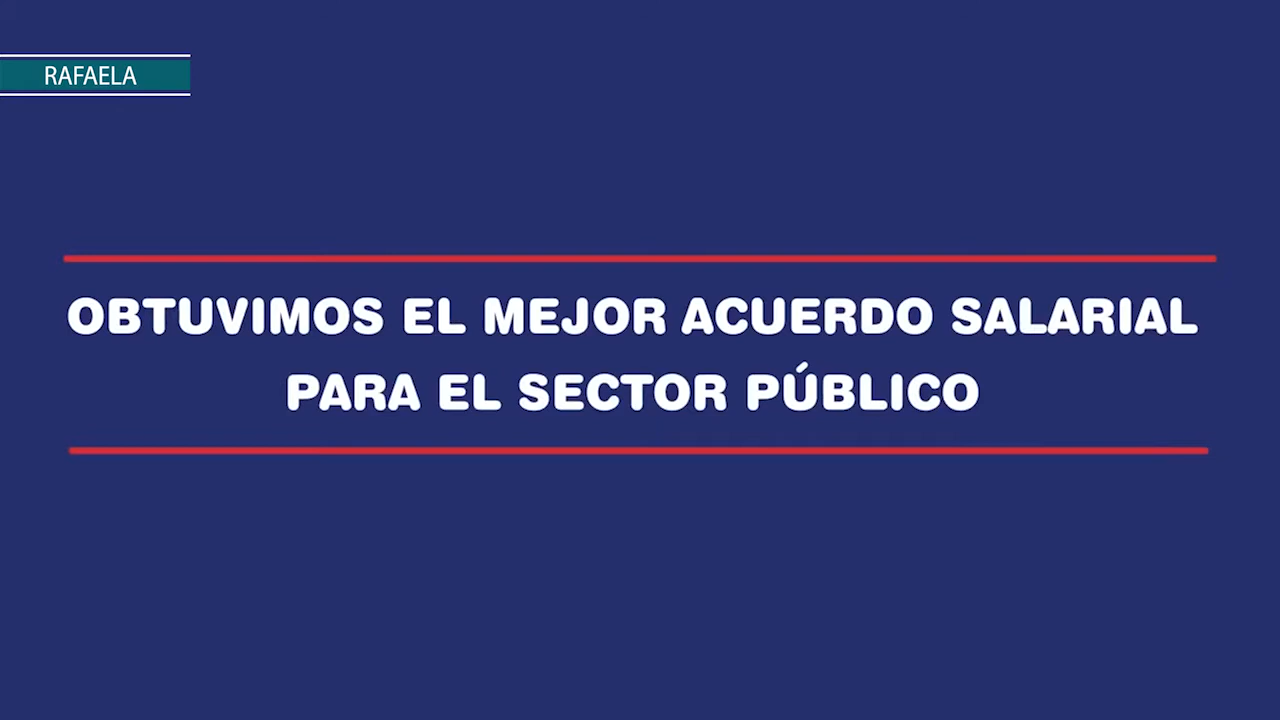 RAFAELA
OBTUVIMOS EL MEJOR ACUERDO SALARIAL
PARA EL SECTOR PÚBLICO